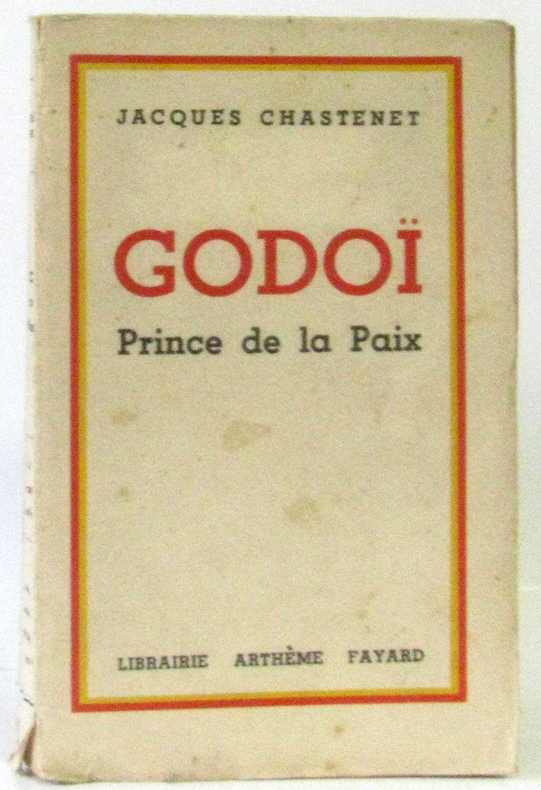 JACQUES CHASTENET
GODOÏ
Prince de la Paix
LIBRAIRIE ARTHÈME FAYARD